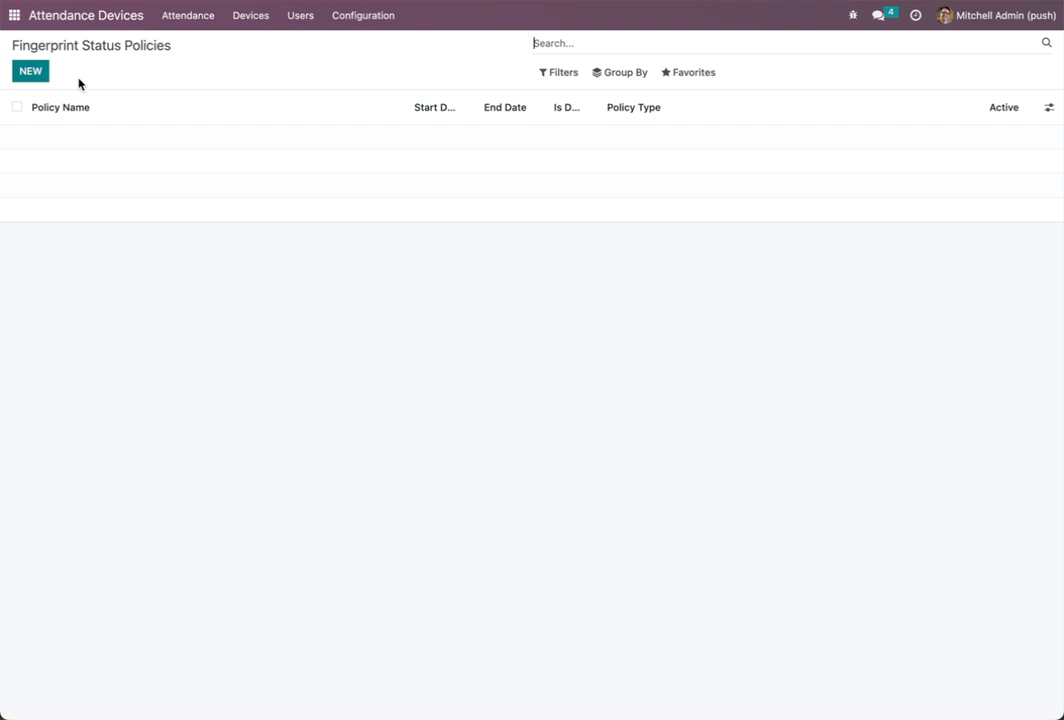 Attendance Devices Attendance Devices Users Configuration 4 Mitchell Admin (push)
Fingerprint Status Policies Search...
NEW Filters Group By Favorites
Policy Name Start D... End Date Is D... Policy Type Active